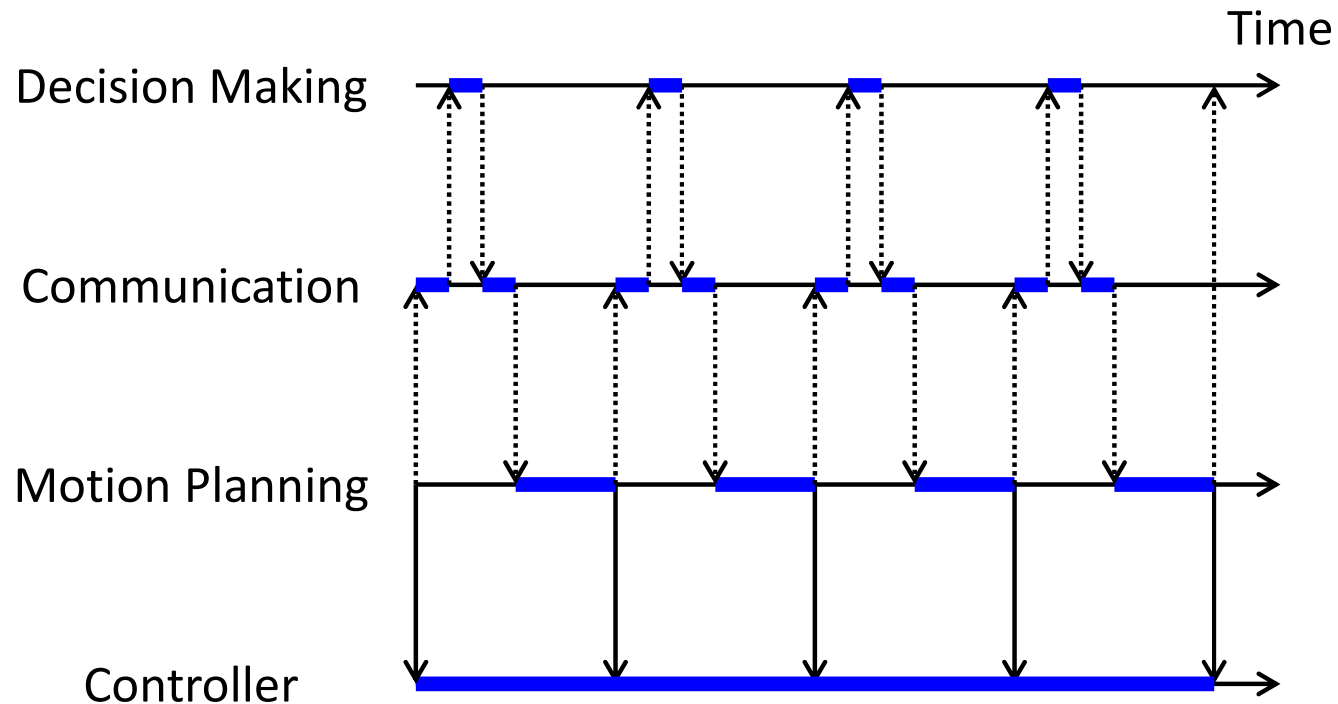 Time
Decision Making
Communication
Motion Planning
Controller